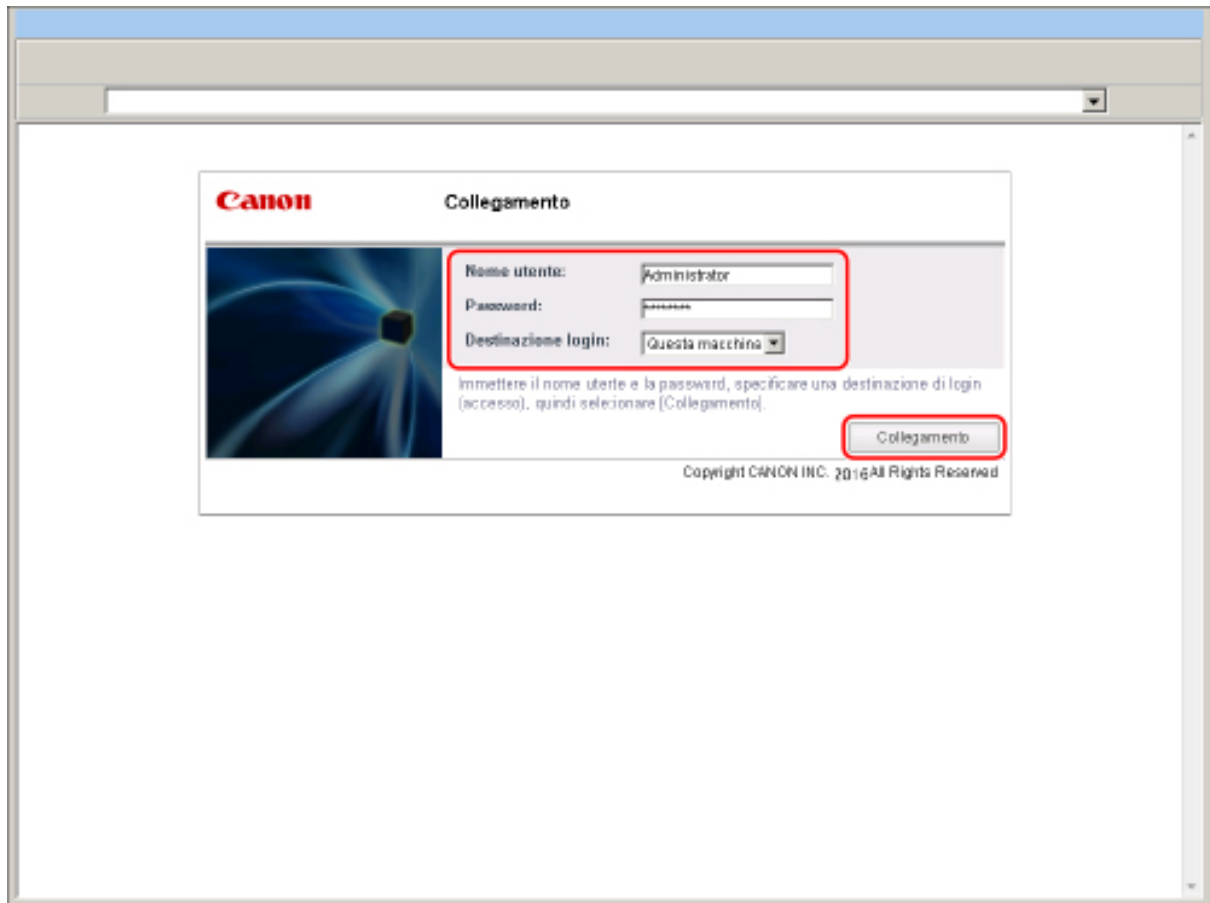 Canon
Collegamento
Nome utente:
Administrator
Password:
********
Destinazione login:
Questa macchina
Immettere il nome utente e la password, specificare una destinazione di login
(accesso), quindi selezionare [Collegamento].
Collegamento
Copyright CANON INC. 2016 All Rights Reserved